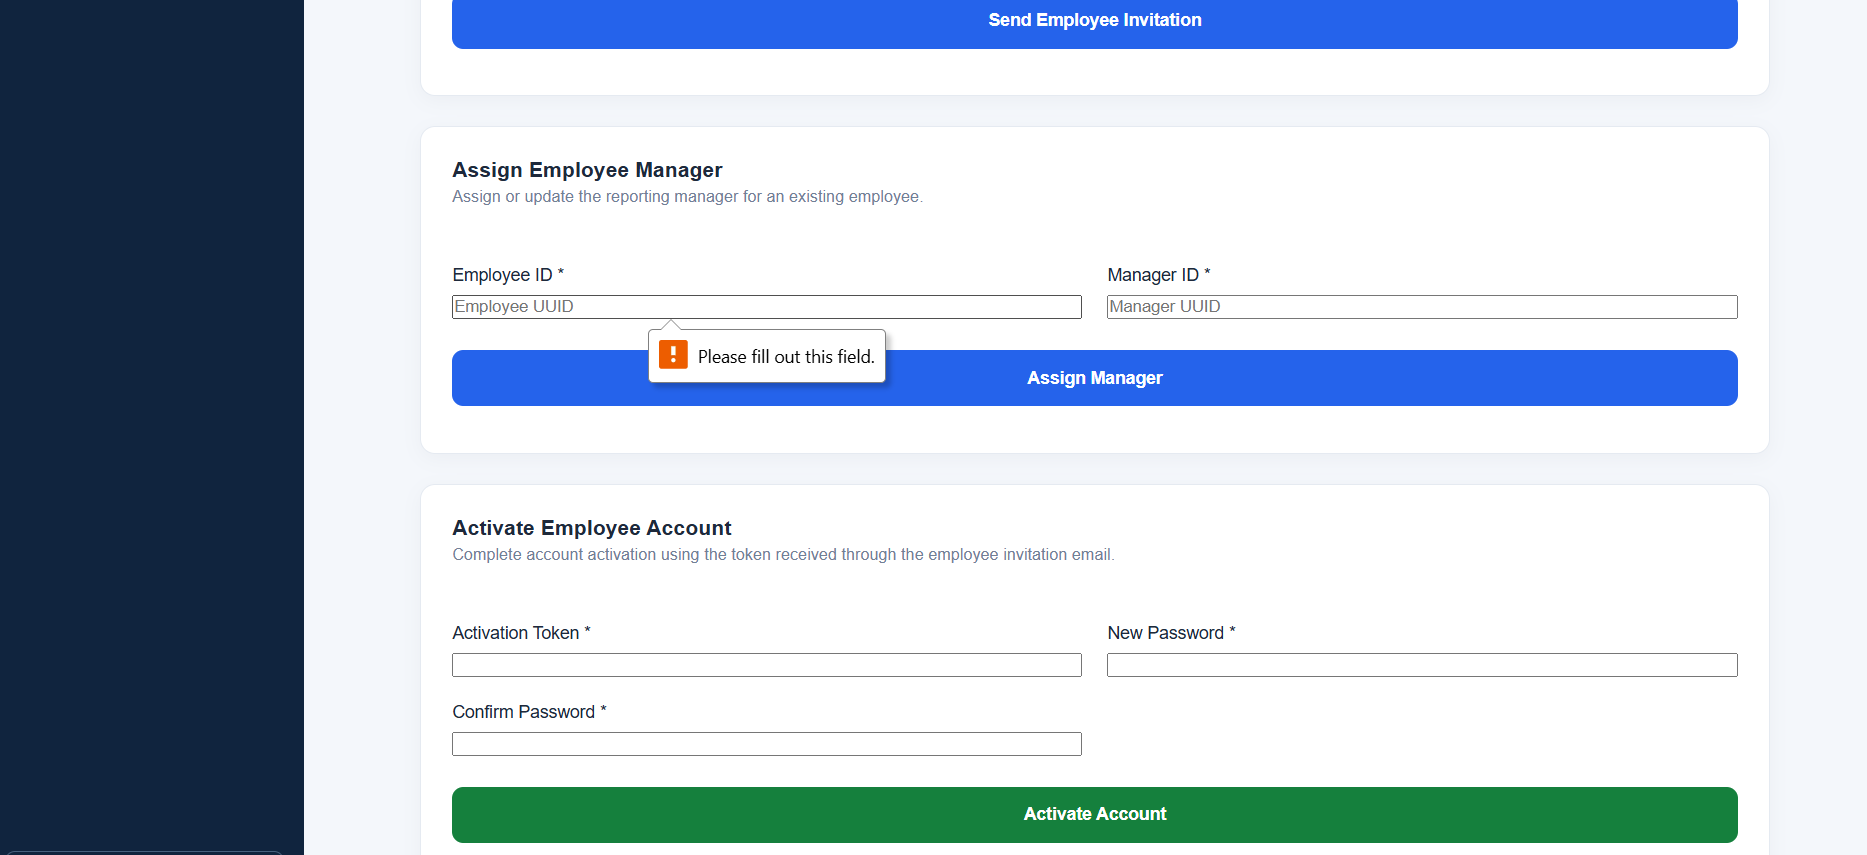 Send Employee Invitation
Assign Employee Manager
Assign or update the reporting manager for an existing employee.
Employee ID *
Manager ID *
Employee UUID
Manager UUID
Please fill out this field.
Assign Manager
Activate Employee Account
Complete account activation using the token received through the employee invitation email.
Activation Token *
New Password *
Confirm Password *
Activate Account